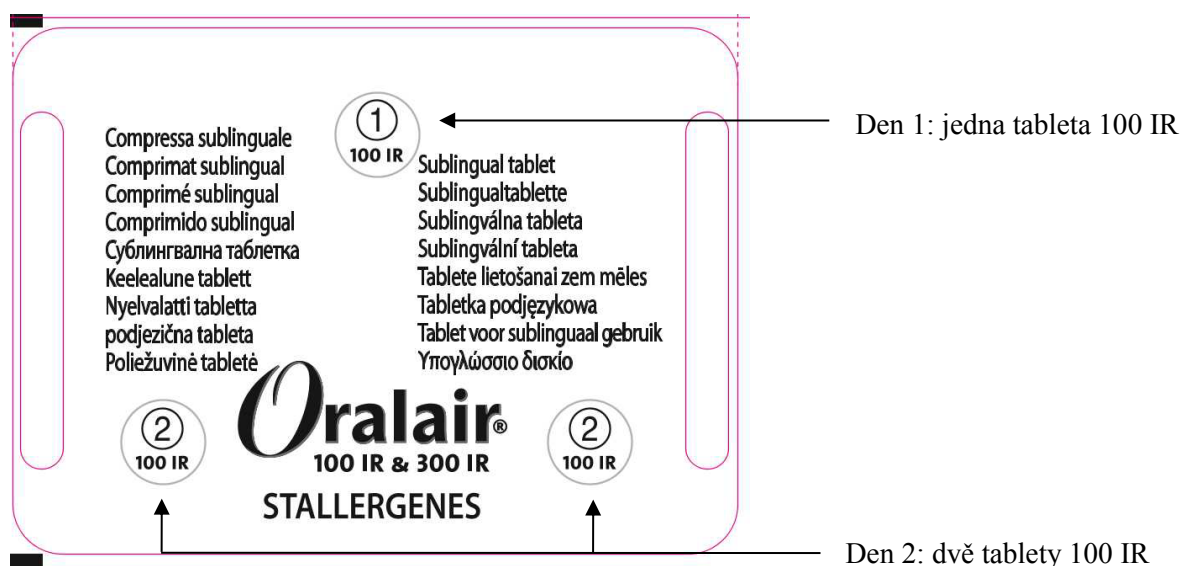 1
100 IR
Den 1: jedna tableta 100 IR
Compressa sublinguale
Comprimat sublingual
Comprimé sublingual
Comprimido sublingual
Сублингвална таблетка
Keelealune tablett
Nyelvalatti tabletta
podjezična tableta
Poliežuvinė tabletė
Sublingual tablet
Sublingualtablette
Sublingválna tableta
Sublingvální tableta
Tablete lietošanai zem mēles
Tabletka podjęzykowa
Tablet voor sublinguaal gebruik
Υπογλώσσιο δισκίο
2
100 IR
Oralair®
100 IR & 300 IR
STALLERGENES
2
100 IR
Den 2: dvě tablety 100 IR